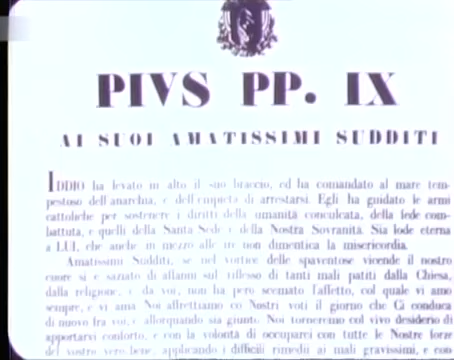 PIVS PP. IX
AI SUOI AMATISSIMI SUDDITI
IDDIO ha levato in alto il suo braccio, ed ha comandato al mare tem-
pestoso dell'anarchia, e dell'empietà di arrestarsi. Egli ha guidato le armi
cattoliche per sostenere i diritti della umanità conculcata, della fede com-
battuta, e quelli della Santa Sede e della Nostra Sovranità. Sia lode eterna
a LUI, che anche in mezzo alle ire non dimentica la misericordia.
Amatissimi Sudditi, se nel vortice delle spaventose vicende il nostro
cuore si è saziato di affanni sul riflesso di tanti mali patiti dalla Chiesa,
dalla religione, e da voi, non ha però scemato l'affetto, col quale vi amò
sempre, e vi ama Noi affrettiamo co' Nostri voti il giorno che Ci conduca
di nuovo fra voi, e allorquando sia giunto, Noi torneremo col vivo desiderio di
apportarvi conforto, e con la volontà di occuparci con tutte le Nostre forze
del vostro vero bene, applicando i difficili rimedii ai mali gravissimi, e con